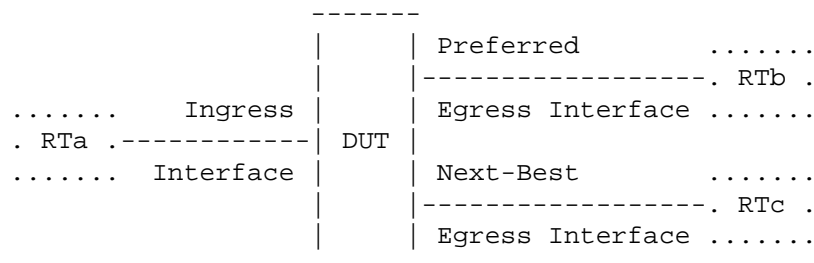 -------
                    |     | Preferred        .......
                    |     |------------------. RTb .
.......    Ingress  |     | Egress Interface .......
. RTa .------------| DUT |
.......  Interface  |     | Next-Best        .......
                    |     |------------------. RTc .
                    |     | Egress Interface .......